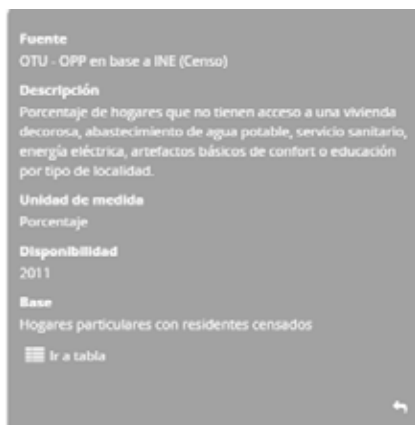 Fuente
OTU - OPP en base a INE (Censo)
Descripción
Porcentaje de hogares que no tienen acceso a una vivienda
decorosa, abastecimiento de agua potable, servicio sanitario,
energía eléctrica, artefactos básicos de confort o educación
por tipo de localidad.
Unidad de medida
Porcentaje
Disponibilidad
2011
Base
Hogares particulares con residentes censados
Ir a tabla